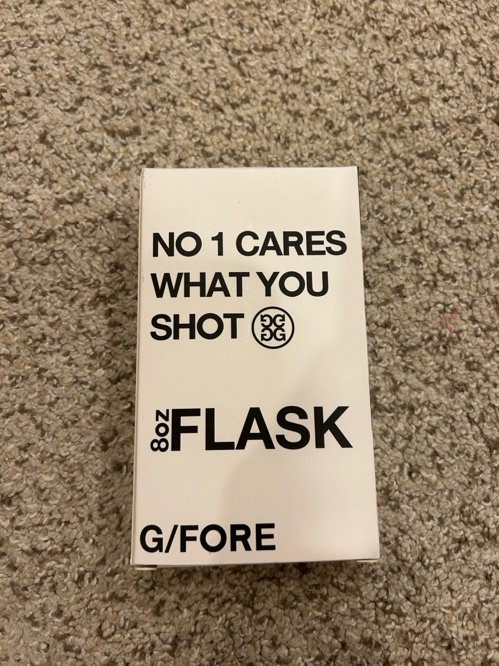 NO 1 CARES
WHAT YOU
SHOT
8oz FLASK
G/FORE